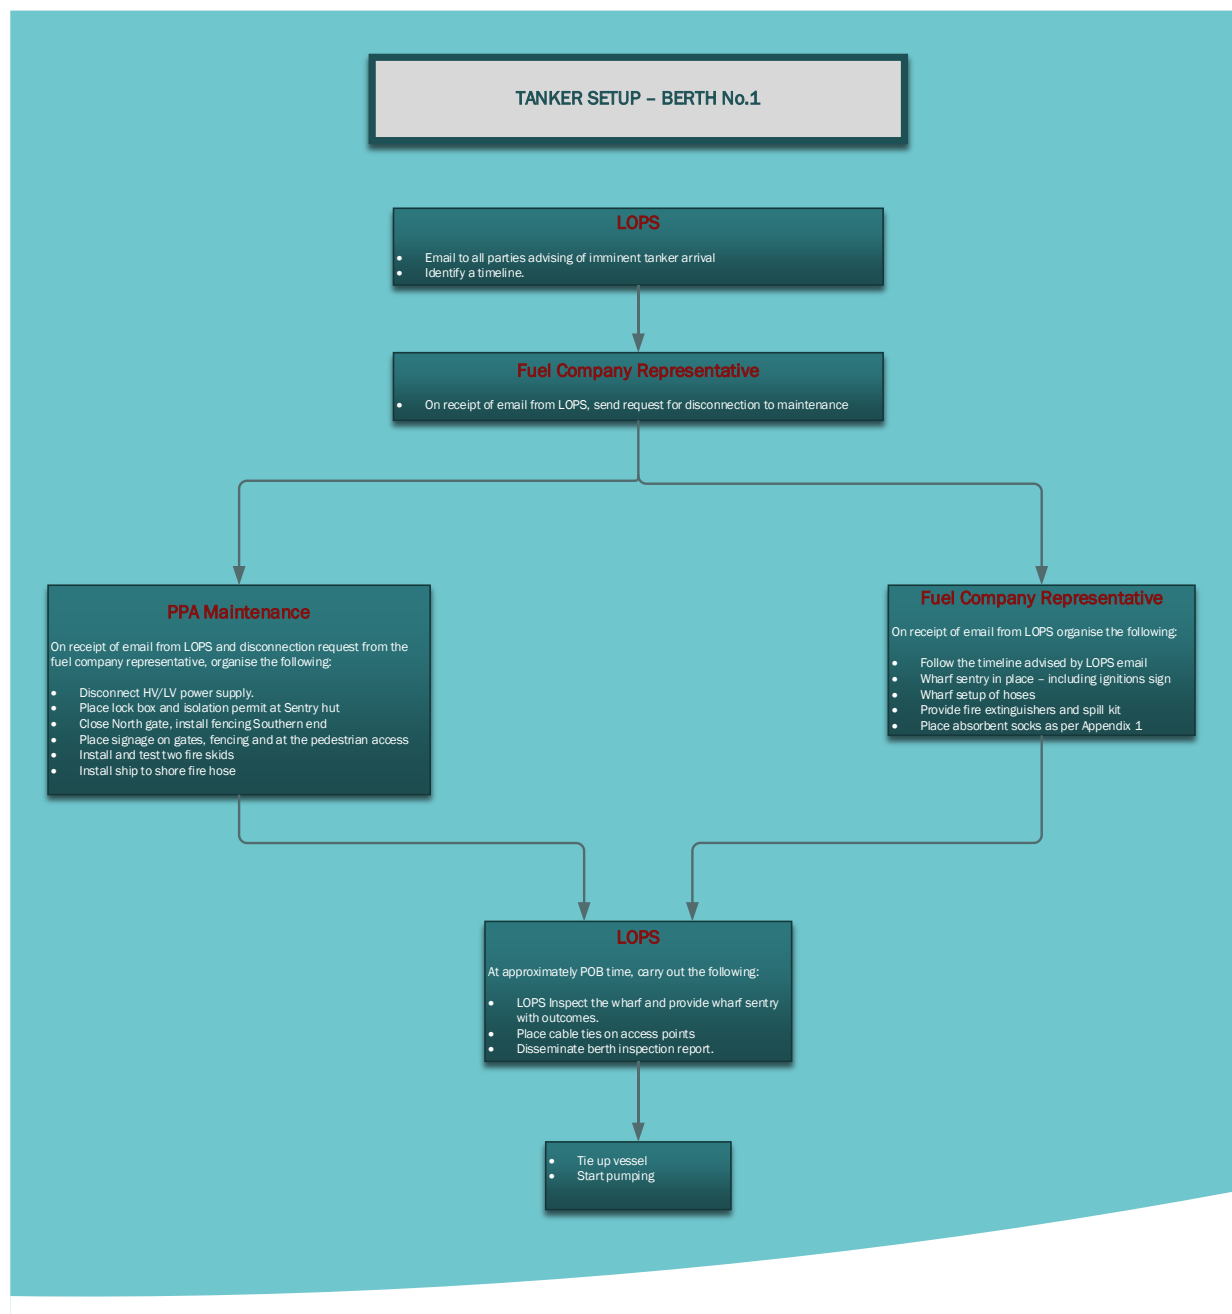 TANKER SETUP – BERTH No.1
LOPS
• Email to all parties advising of imminent tanker arrival
• Identify a timeline.
Fuel Company Representative
• On receipt of email from LOPS, send request for disconnection to maintenance
PPA Maintenance
On receipt of email from LOPS and disconnection request from the
fuel company representative, organise the following:
• Disconnect HV/LV power supply.
• Place lock box and isolation permit at Sentry hut
• Close North gate, install fencing Southern end
• Place signage on gates, fencing and at the pedestrian access
• Install and test two fire skids
• Install ship to shore fire hose
Fuel Company Representative
On receipt of email from LOPS organise the following:
• Follow the timeline advised by LOPS email
• Wharf sentry in place – including ignitions sign
• Wharf setup of hoses
• Provide fire extinguishers and spill kit
• Place absorbent socks as per Appendix 1
LOPS
At approximately POB time, carry out the following:
• LOPS Inspect the wharf and provide wharf sentry
with outcomes.
• Place cable ties on access points
• Disseminate berth inspection report.
• Tie up vessel
• Start pumping